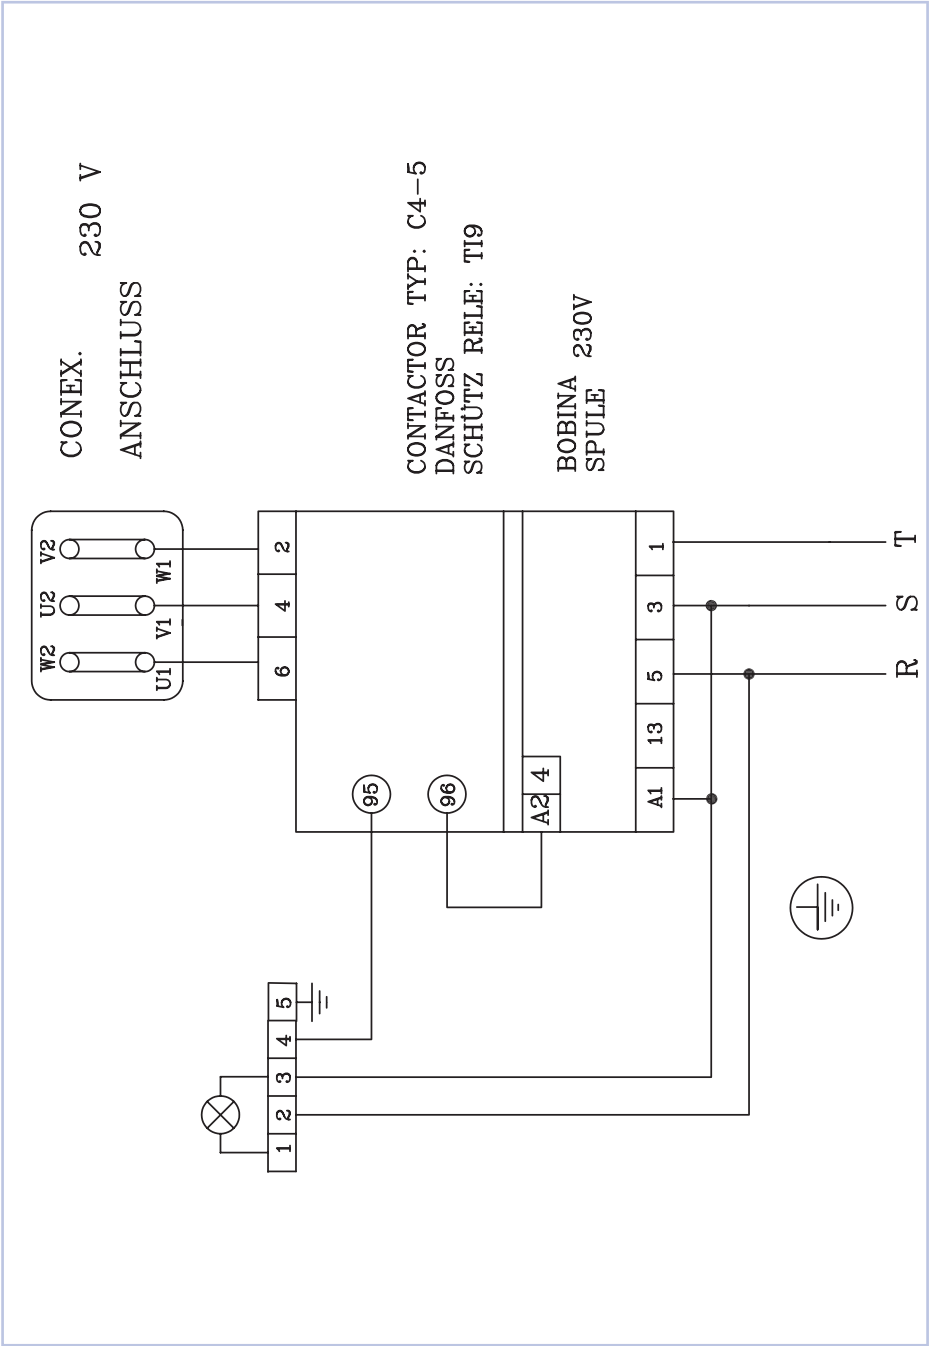 W2 U2 V2
CONEX.
230 V
ANSCHLUSS
U1 V1 W1
1 2 3 4 5
6 4 2
95
CONTACTOR TYP: C4-5
DANFOSS
SCHÜTZ RELE: TI9
96
A2 4
BOBINA 230V
SPULE
A1 13 5 3 1
R S T